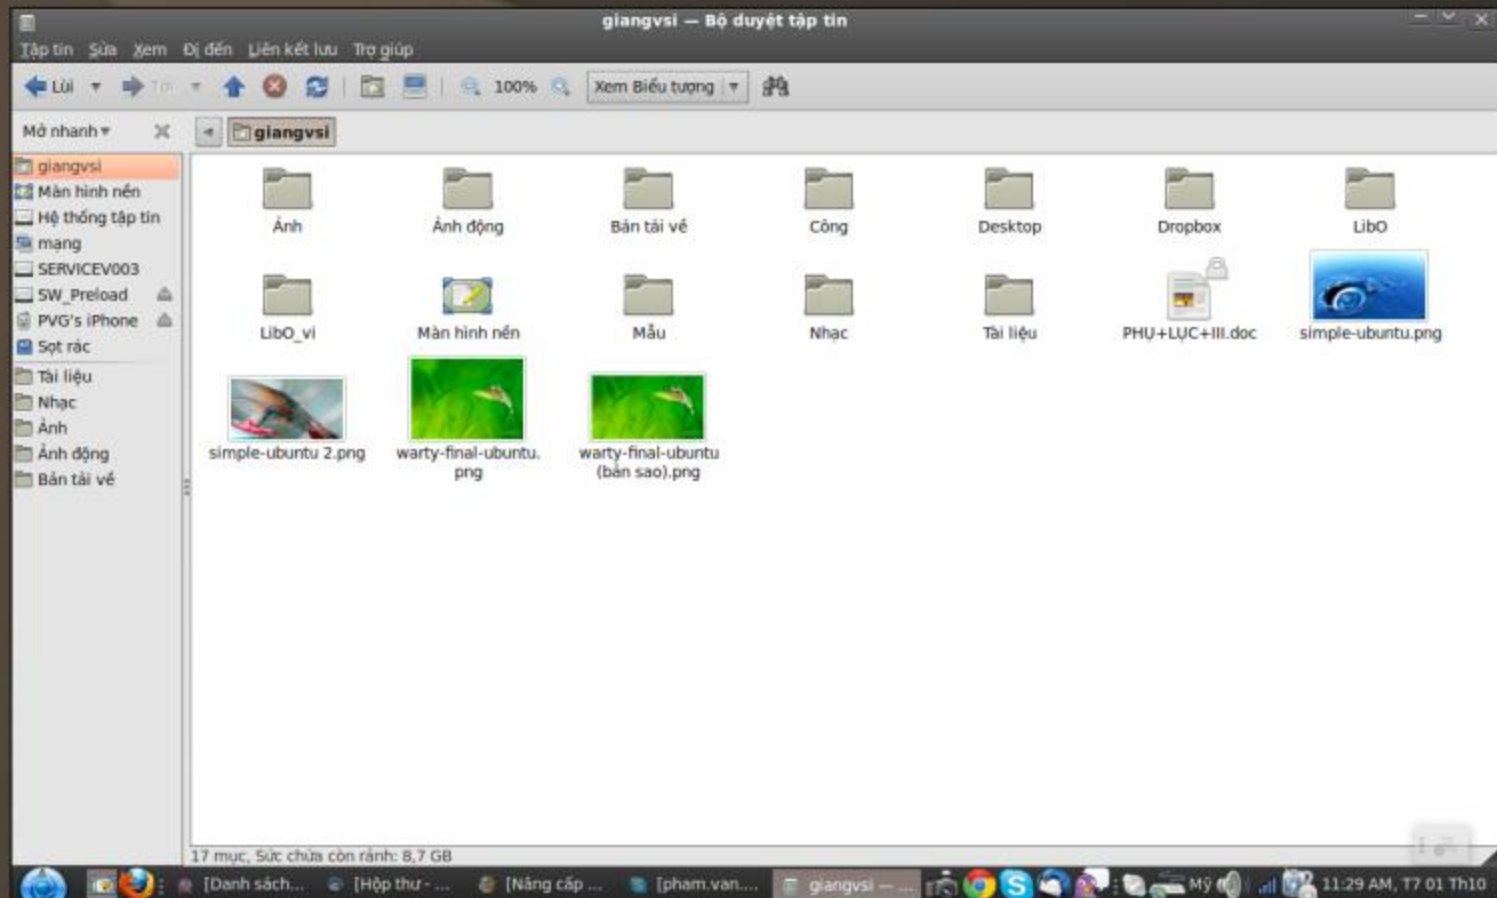 giangvsi — Bộ duyệt tập tin
Tập tin Sửa Xem Đi đến Liên kết lưu Trợ giúp
Lùi Tới 100% Xem Biểu tượng
Mở nhanh giangvsi
giangvsi
Màn hình nền
Hệ thống tập tin
mạng
SERVICEV003
SW_Preload
PVG's iPhone
Sọt rác
Tài liệu
Nhạc
Ảnh
Ảnh động
Bản tải về
Ảnh Ảnh động Bản tải về Công Desktop Dropbox LibO
LibO_vi Màn hình nền Mẫu Nhạc Tài liệu PHỤ+LỤC+III.doc simple-ubuntu.png
simple-ubuntu 2.png warty-final-ubuntu. warty-final-ubuntu
png (bản sao).png
17 mục, Sức chứa còn rảnh: 8,7 GB
[Danh sách... [Hộp thư - ... [Nâng cấp ... [pham.van.... giangvsi — ... Mỹ 11:29 AM, T7 01 Th10